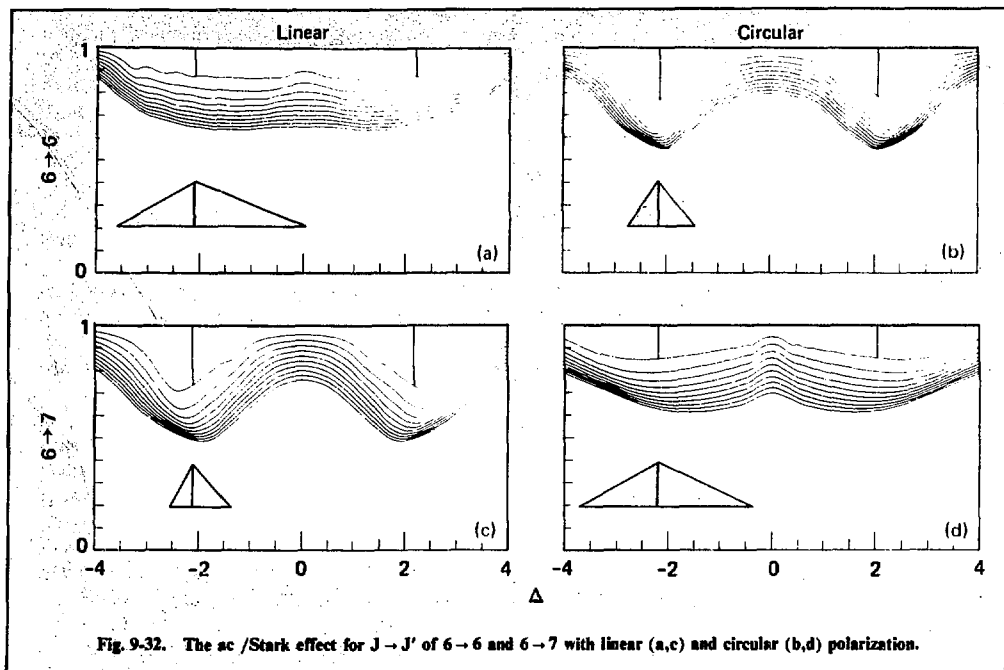 Linear
Circular
1
6→6
0
(a)
(b)
1
6→7
0
(c)
(d)
-4 -2 0 2 4
-4 -2 0 2 4
Δ
Fig. 9-32. The ac /Stark effect for J → J' of 6 → 6 and 6 → 7 with linear (a,c) and circular (b,d) polarization.